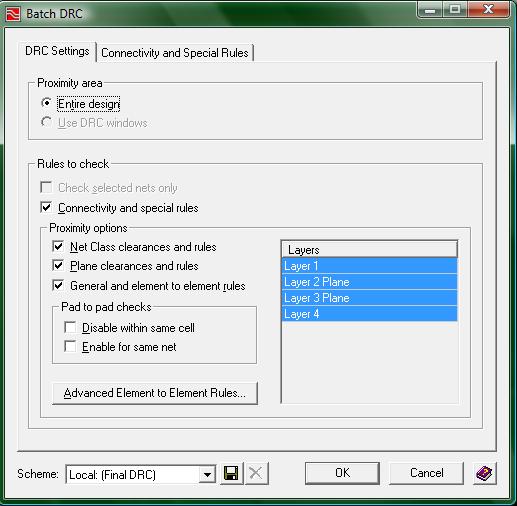 Batch DRC
DRC Settings
Connectivity and Special Rules
Proximity area
Entire design
Use DRC windows
Rules to check
Check selected nets only
Connectivity and special rules
Proximity options
Net Class clearances and rules
Plane clearances and rules
General and element to element rules
Pad to pad checks
Disable within same cell
Enable for same net
Advanced Element to Element Rules...
Layers
Layer 1
Layer 2 Plane
Layer 3 Plane
Layer 4
Scheme:
Local: (Final DRC)
OK
Cancel